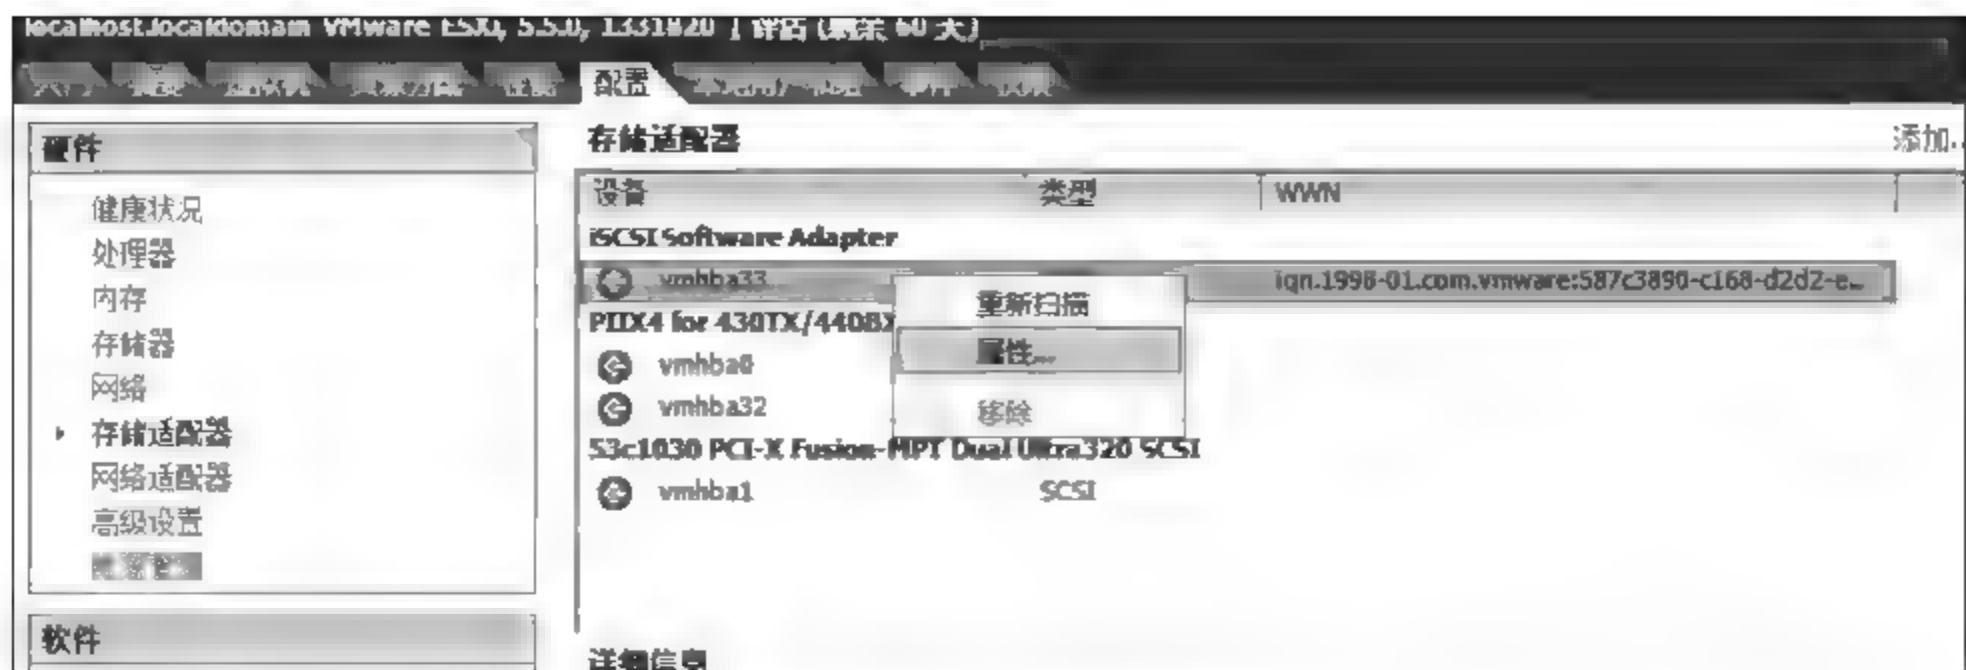 localhost.localdomain VMware ESXi, 5.5.0, 1331820 | 评估 (剩余 60 天)
配置
硬件
健康状况
处理器
内存
存储器
网络
存储适配器
网络适配器
高级设置
软件
存储适配器
添加..
设备 类型 WWN
iSCSI Software Adapter
vmhba33 iqn.1998-01.com.vmware:587c3890-c168-d2d2-e...
PIIX4 for 430TX/440BX
vmhba0
vmhba32
53c1030 PCI-X Fusion-MPT Dual Ultra320 SCSI
vmhba1 SCSI
重新扫描
属性...
移除
详细信息